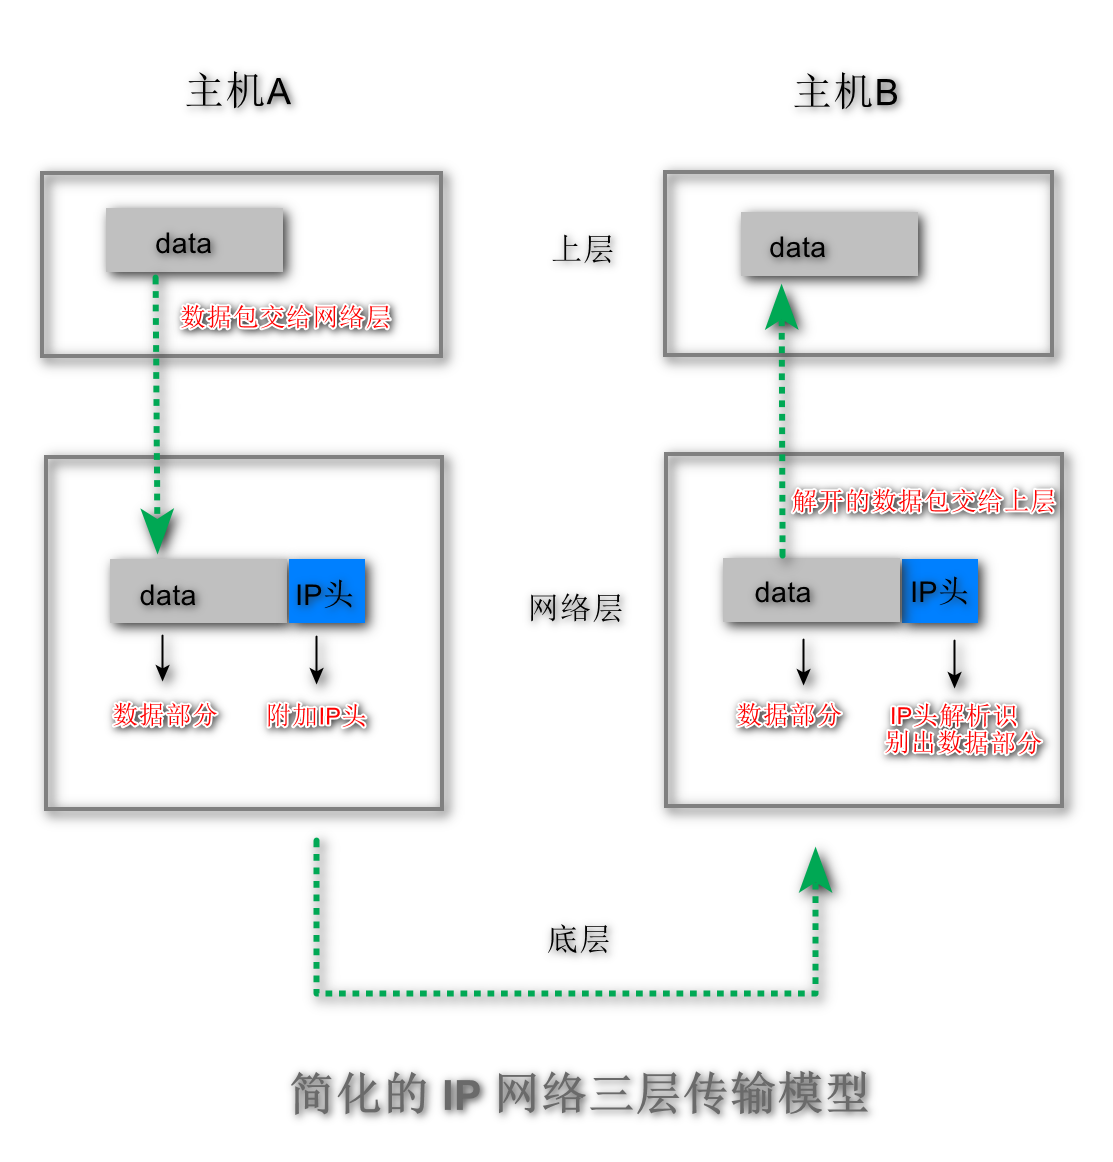 主机A
主机B
data
数据包交给网络层
上层
data
解开的数据包交给上层
data
IP头
网络层
data
IP头
数据部分
附加IP头
数据部分
IP头解析识
别出数据部分
底层
简化的 IP 网络三层传输模型